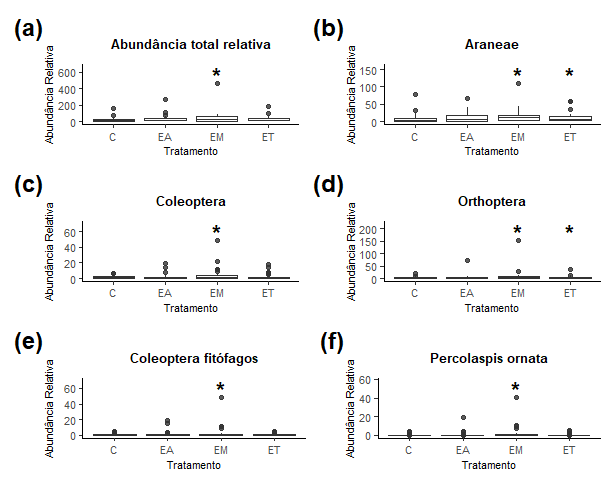 (a)
Abundância total relativa
Abundância Relativa
600
400
200
0
*
C EA EM ET
Tratamento
(b)
Araneae
Abundância Relativa
150
100
50
0
* *
C EA EM ET
Tratamento
(c)
Coleoptera
Abundância Relativa
60
40
20
0
*
C EA EM ET
Tratamento
(d)
Orthoptera
Abundância Relativa
200
150
100
50
0
* *
C EA EM ET
Tratamento
(e)
Coleoptera fitófagos
Abundância Relativa
60
40
20
0
*
C EA EM ET
Tratamento
(f)
Percolaspis ornata
Abundância Relativa
60
40
20
0
*
C EA EM ET
Tratamento